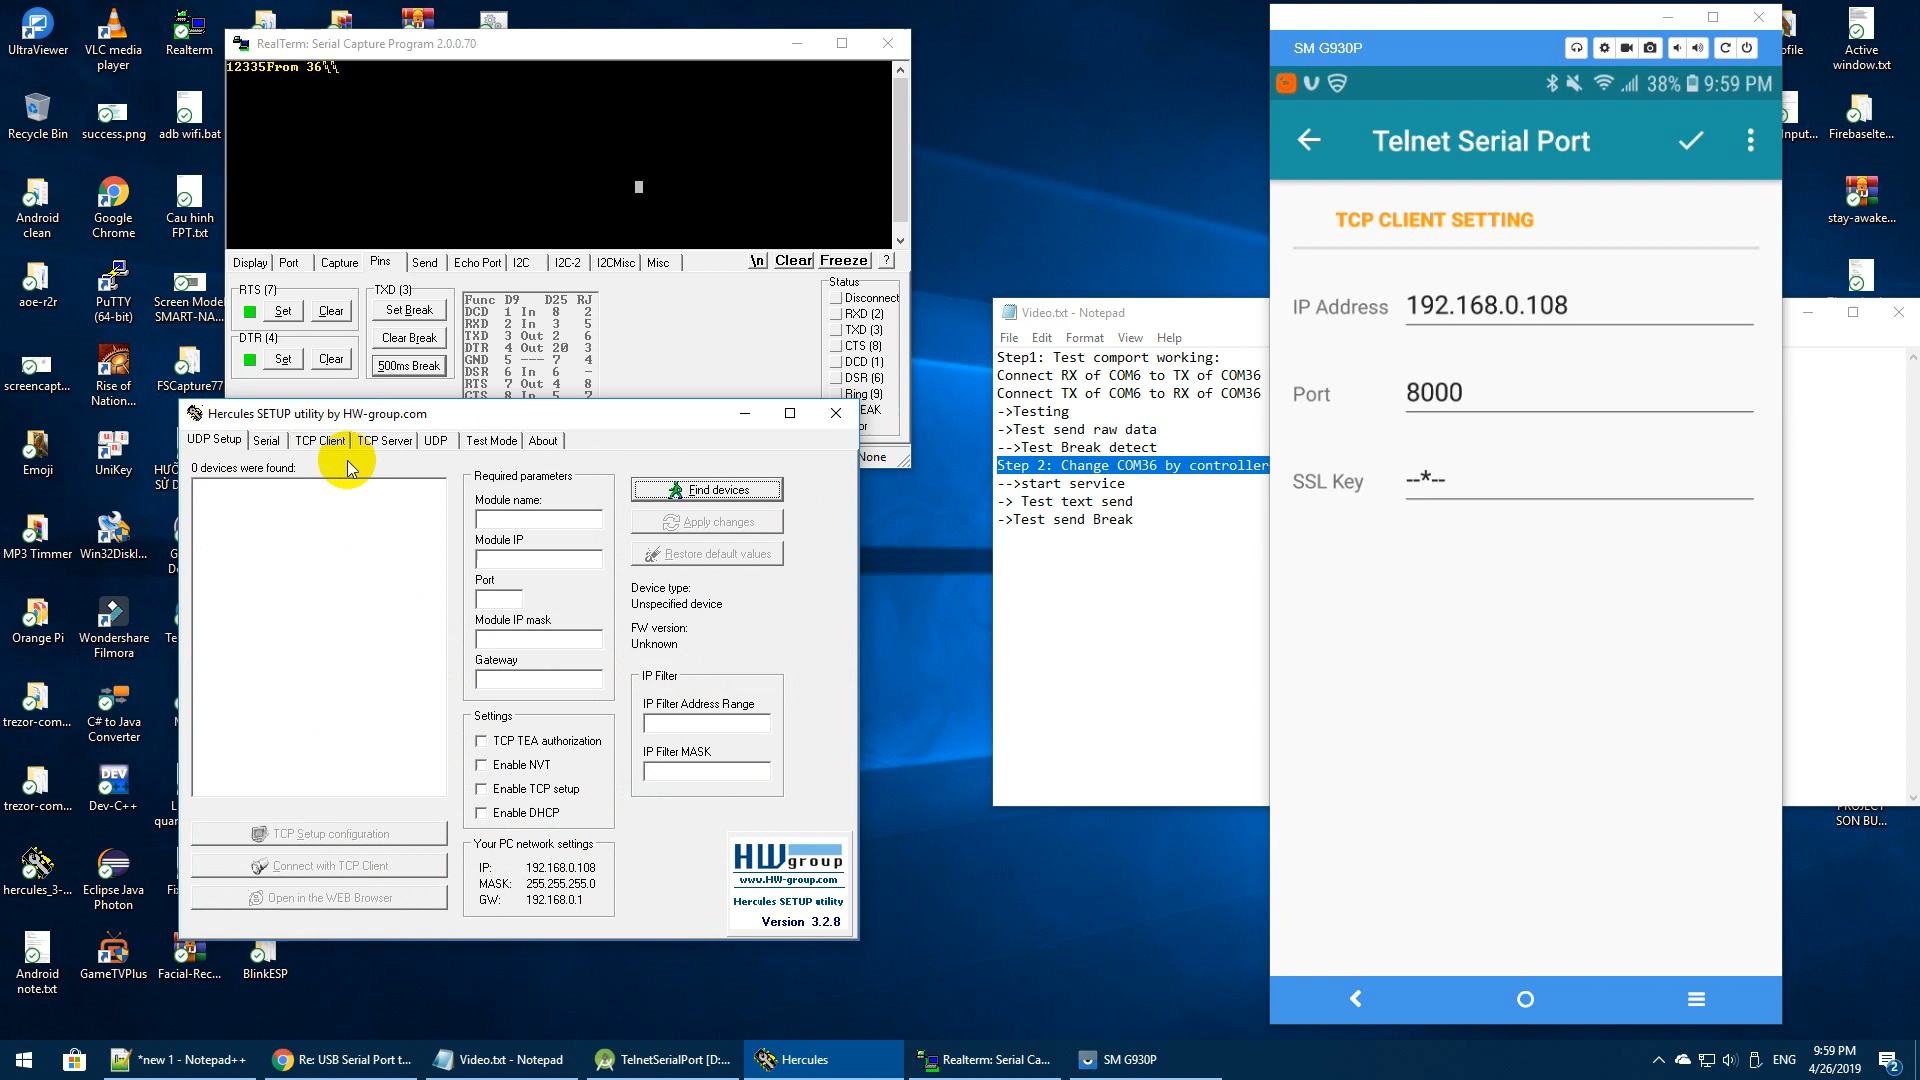 UltraViewer
VLC media player
Realterm
Recycle Bin
success.png
adb wifi.bat
Android clean
Google Chrome
Cau hinh FPT.txt
aoe-r2r
PuTTY (64-bit)
Screen Mode SMART-NA...
screencapt...
Rise of Nation...
FSCapture77
Emoji
UniKey
MP3 Timmer
Win32Diskl...
Orange Pi
Wondershare Filmora
trezor-com...
C# to Java Converter
trezor-com...
Dev-C++
hercules_3-...
Eclipse Java Photon
Android note.txt
GameTVPlus
Facial-Rec...
BlinkESP
RealTerm: Serial Capture Program 2.0.0.70
12335From 36
Display
Port
Capture
Pins
Send
Echo Port
I2C
I2C-2
I2CMisc
Misc
\n
Clear
Freeze
?
RTS (7)
Set
Clear
DTR (4)
Set
Clear
TXD (3)
Set Break
Clear Break
500ms Break
Func D9 D25 RJ
DCD 1 In 8 2
RXD 2 In 3 5
TXD 3 Out 2 6
DTR 4 Out 20 3
GND 5 --- 7 4
DSR 6 In 6 -
RTS 7 Out 4 8
CTS 8 In 5 7
Status
Disconnect
RXD (2)
TXD (3)
CTS (8)
DCD (1)
DSR (6)
Ring (9)
EAK
or
None
Hercules SETUP utility by HW-group.com
UDP Setup
Serial
TCP Client
TCP Server
UDP
Test Mode
About
0 devices were found:
Required parameters
Module name:
Module IP
Port
Module IP mask
Gateway
Find devices
Apply changes
Restore default values
Device type:
Unspecified device
FW version:
Unknown
IP Filter
IP Filter Address Range
IP Filter MASK
Settings
TCP TEA authorization
Enable NVT
Enable TCP setup
Enable DHCP
TCP Setup configuration
Connect with TCP Client
Open in the WEB Browser
Your PC network settings
IP: 192.168.0.108
MASK: 255.255.255.0
GW: 192.168.0.1
HWgroup
www.HW-group.com
Hercules SETUP utility
Version 3.2.8
Video.txt - Notepad
File Edit Format View Help
Step1: Test comport working:
Connect RX of COM6 to TX of COM36
Connect TX of COM6 to RX of COM36
->Testing
->Test send raw data
-->Test Break detect
Step 2: Change COM36 by controller
-->start service
-> Test text send
->Test send Break
SM G930P
38% 9:59 PM
Telnet Serial Port
TCP CLIENT SETTING
IP Address 192.168.0.108
Port 8000
SSL Key --*--
ofile
Active window.txt
nput...
Firebaselte...
stay-awake...
SON BU...
*new 1 - Notepad++
Re: USB Serial Port t...
Video.txt - Notepad
TelnetSerialPort [D:...
Hercules
Realterm: Serial Ca...
SM G930P
ENG
9:59 PM
4/26/2019
2